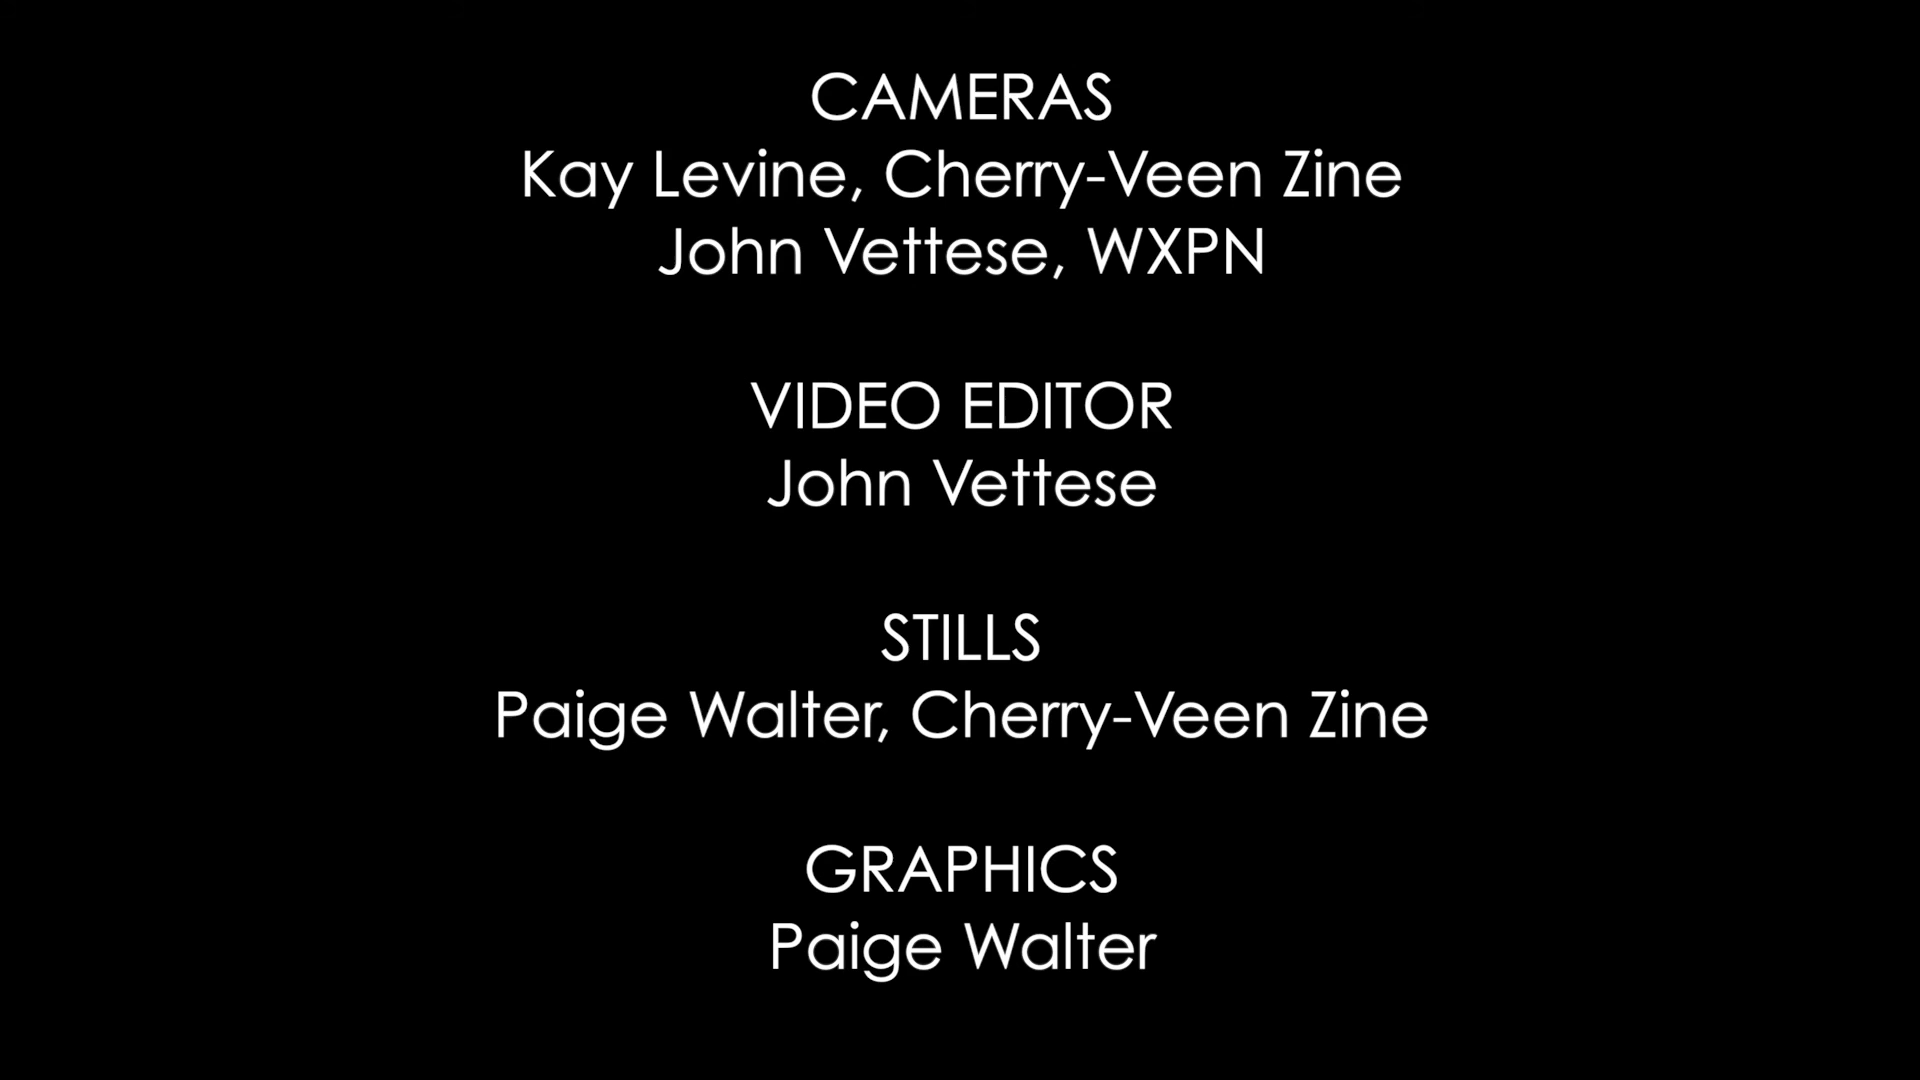 CAMERAS
Kay Levine, Cherry-Veen Zine
John Vettese, WXPN
VIDEO EDITOR
John Vettese
STILLS
Paige Walter, Cherry-Veen Zine
GRAPHICS
Paige Walter